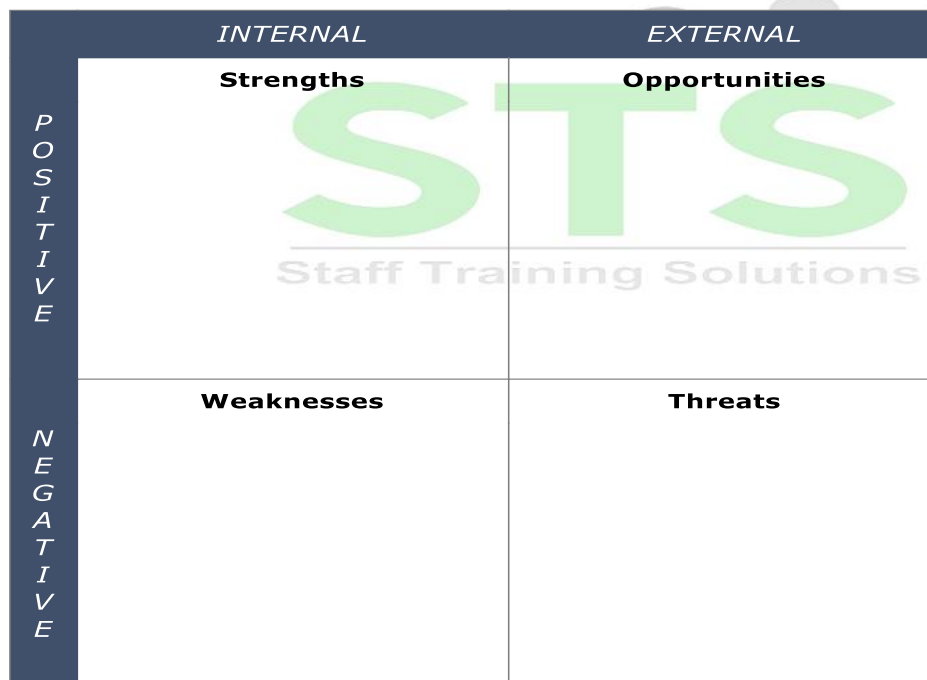 INTERNAL EXTERNAL
Strengths Opportunities
POSITIVE
STS
Staff Training Solutions
Weaknesses Threats
NEGATIVE